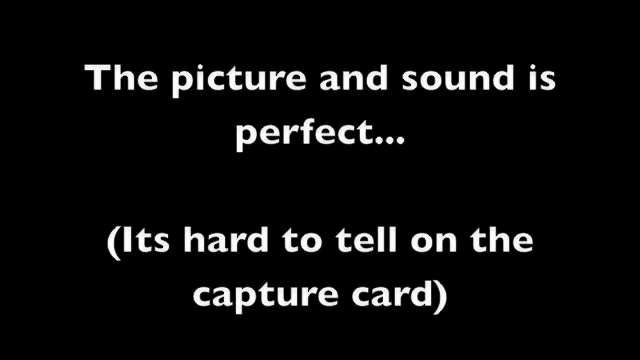 The picture and sound is
perfect...
(Its hard to tell on the
capture card)